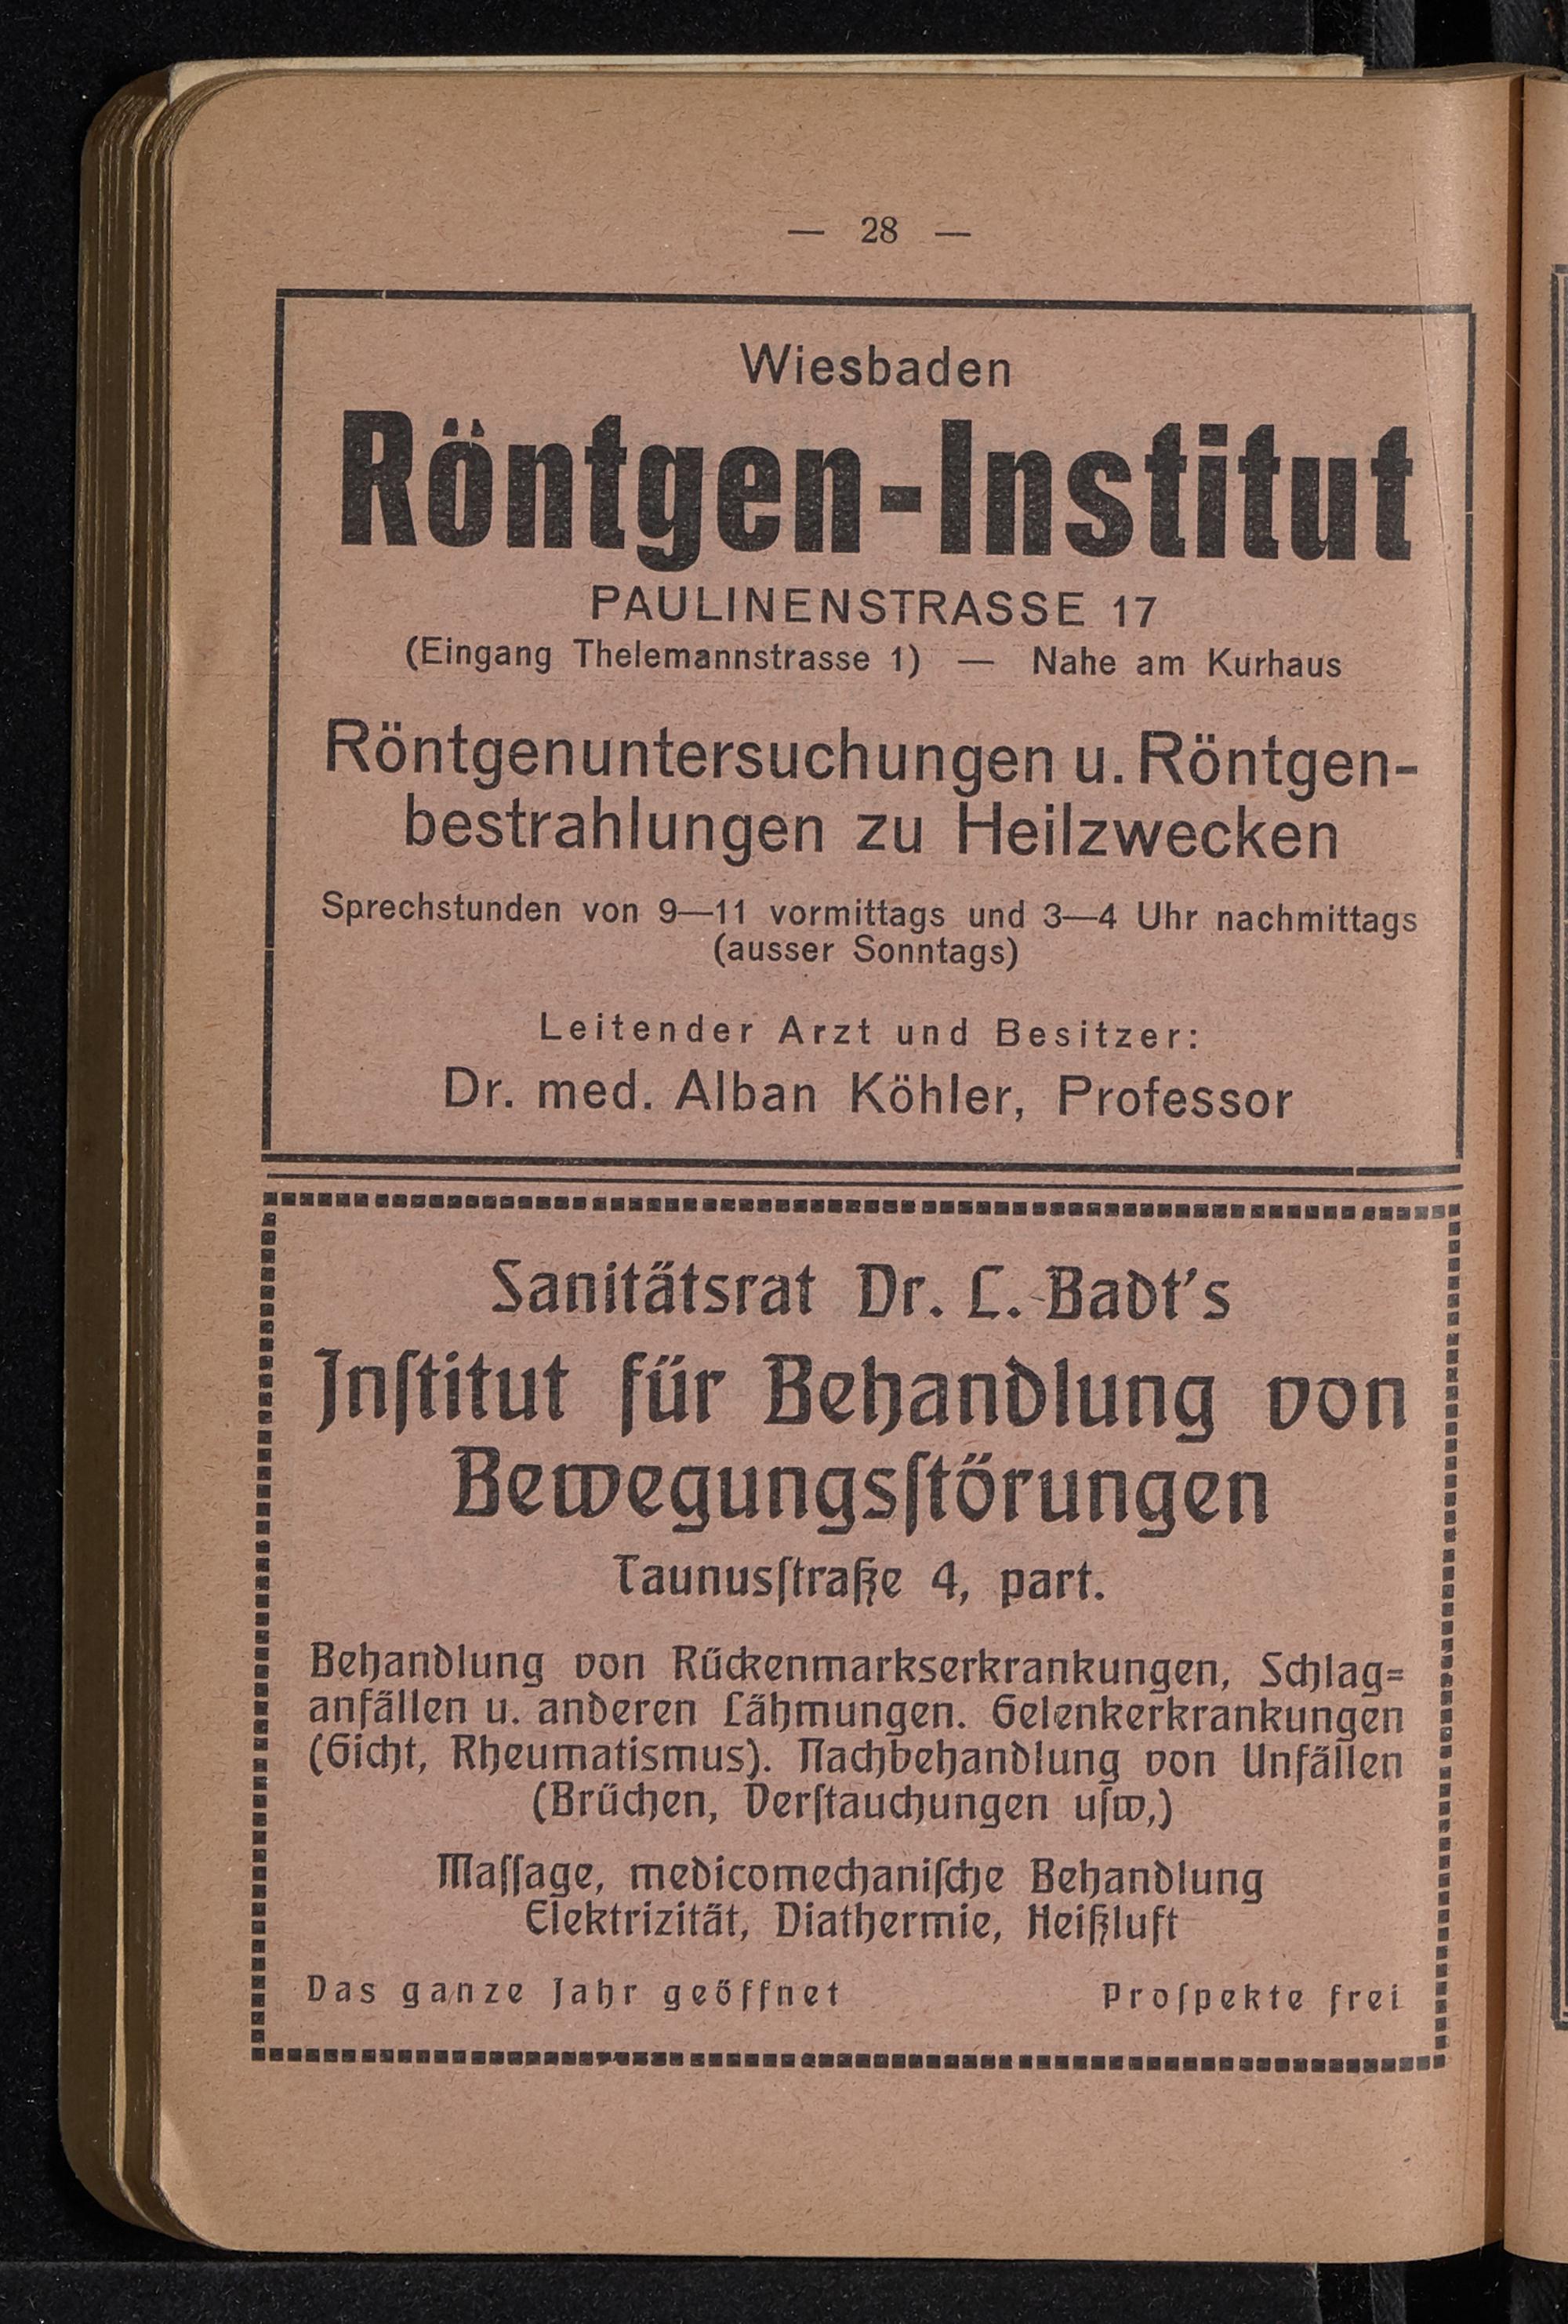 — 28 —
Wiesbaden
Röntgen-Institut
PAULINENSTRASSE 17
(Eingang Thelemannstrasse 1) — Nahe am Kurhaus
Röntgenuntersuchungen u. Röntgen-
bestrahlungen zu Heilzwecken
Sprechstunden von 9—11 vormittags und 3—4 Uhr nachmittags
(ausser Sonntags)
Leitender Arzt und Besitzer:
Dr. med. Alban Köhler, Professor
Sanitätsrat Dr. L. Badt's
Inſtitut für Behandlung von
Bewegungsſtörungen
Taunusſtraße 4, part.
Behandlung von Rückenmarkserkrankungen, Schlag=
anfällen u. anderen Lähmungen. Gelenkerkrankungen
(Gicht, Rheumatismus). Nachbehandlung von Unfällen
(Brüchen, Verſtauchungen uſw,)
Maſſage, medicomechaniſche Behandlung
Elektrizität, Diathermie, Heißluft
Das ganze Jahr geöffnet Proſpekte frei